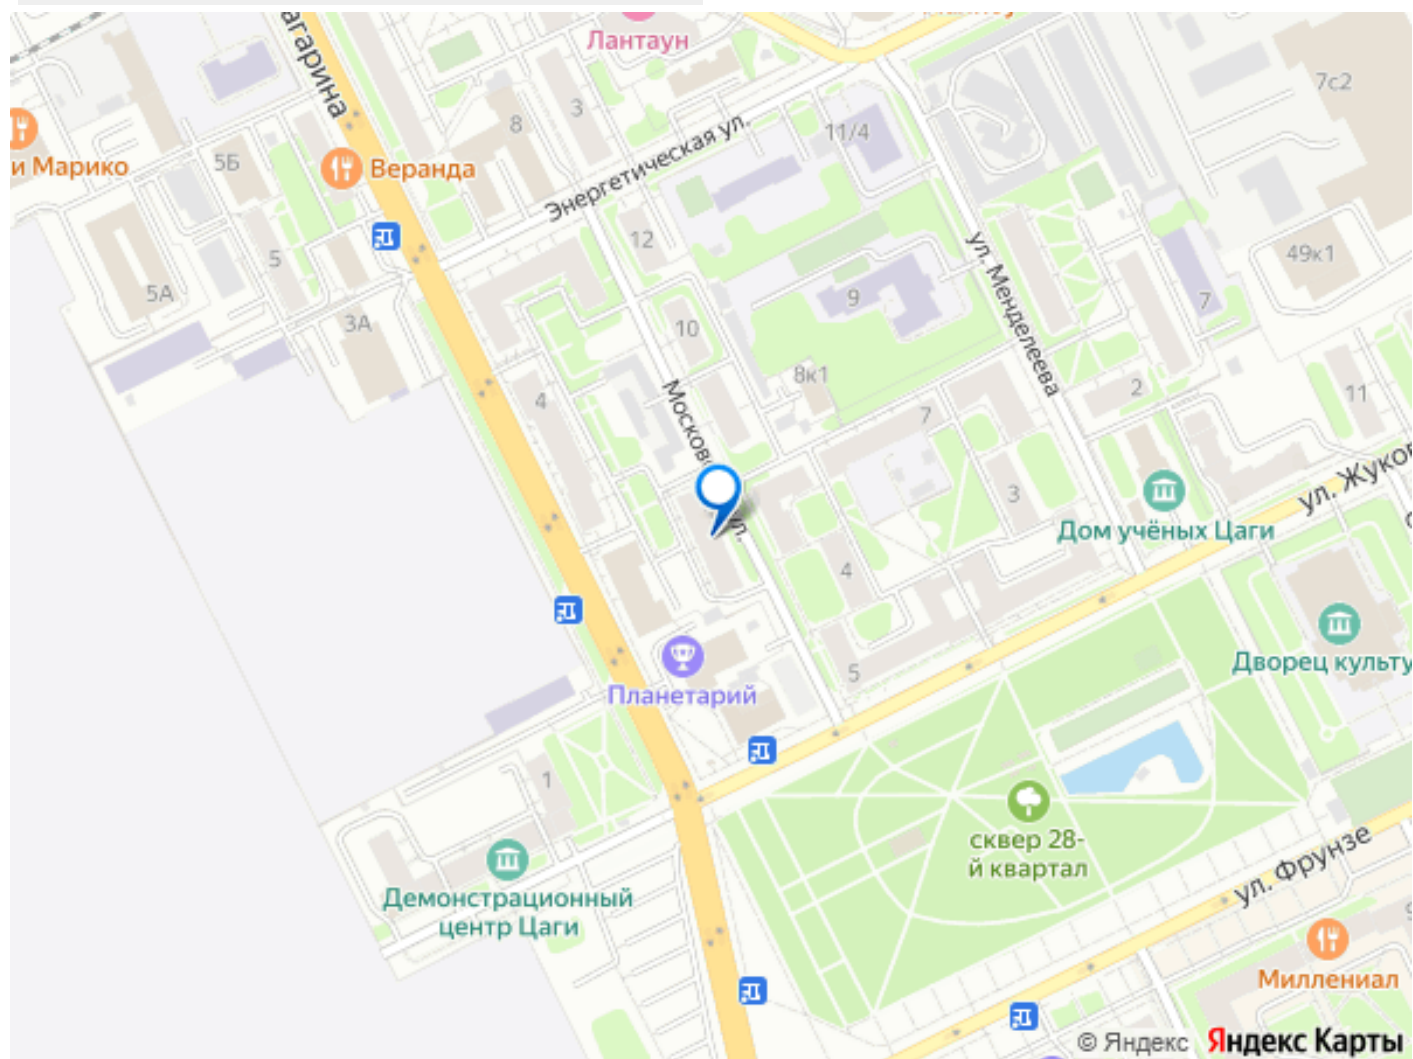 Лантаун
агарина
3
7с2
8
11/4
и Марико
5Б
Веранда
Энергетическая ул.
12
5
49к1
5А
9
ул. Менделеева
7
3А
10
8к1
2
11
4
Москов
7
ул. Жуков
3
ул.
Дом учёных Цаги
4
Дворец культу
5
Планетарий
1
сквер 28-
й квартал
ул. Фрунзе
Демонстрационный
центр Цаги
Миллениал
© Яндекс Яндекс Карты